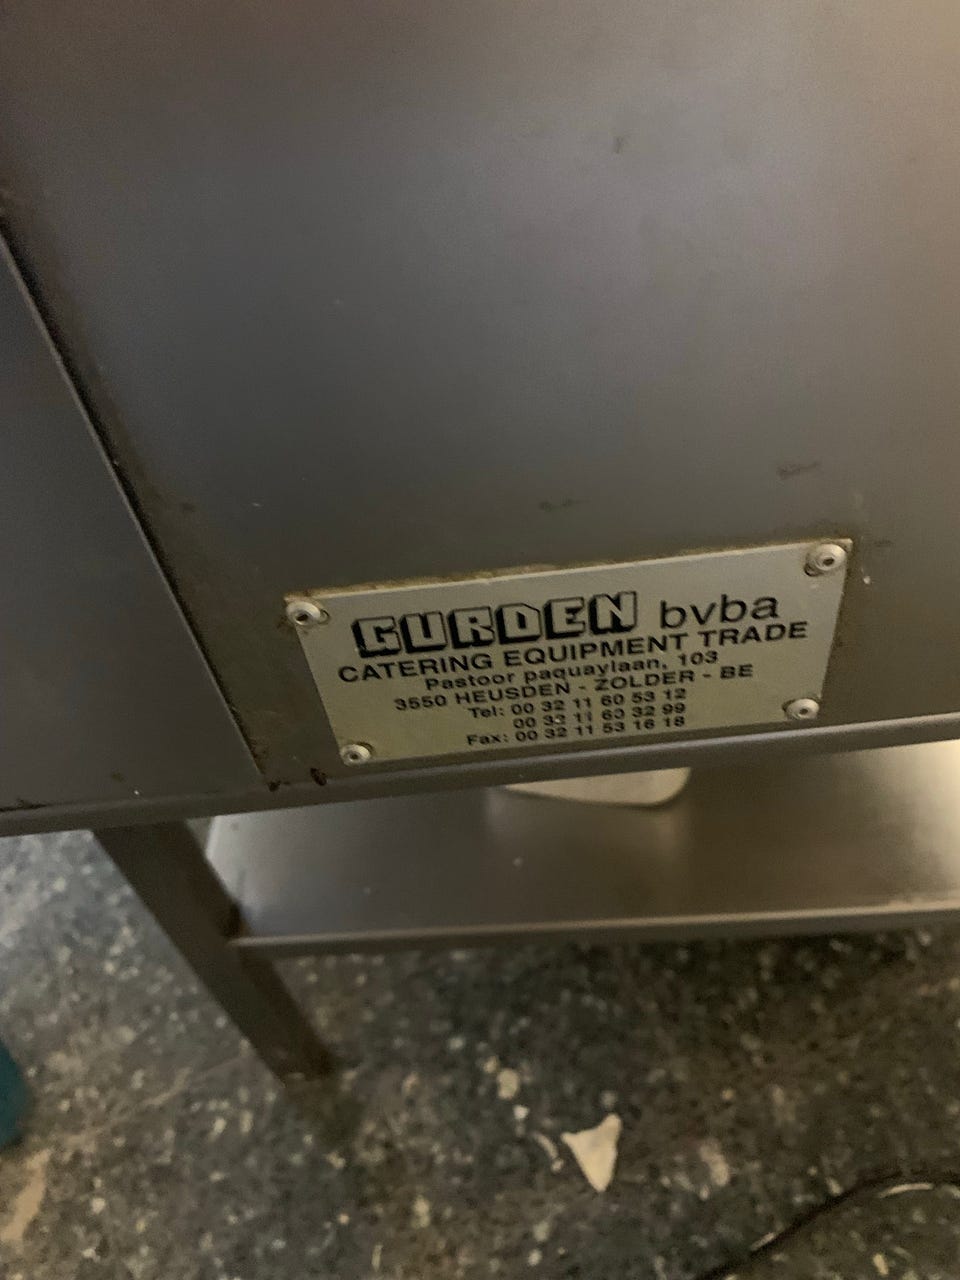 GURDEN bvba
CATERING EQUIPMENT TRADE
Pastoor paquaylaan, 103
3550 HEUSDEN - ZOLDER - BE
Tel: 00 32 11 60 53 12
00 33 11 60 32 99
Fax: 00 32 11 53 16 18